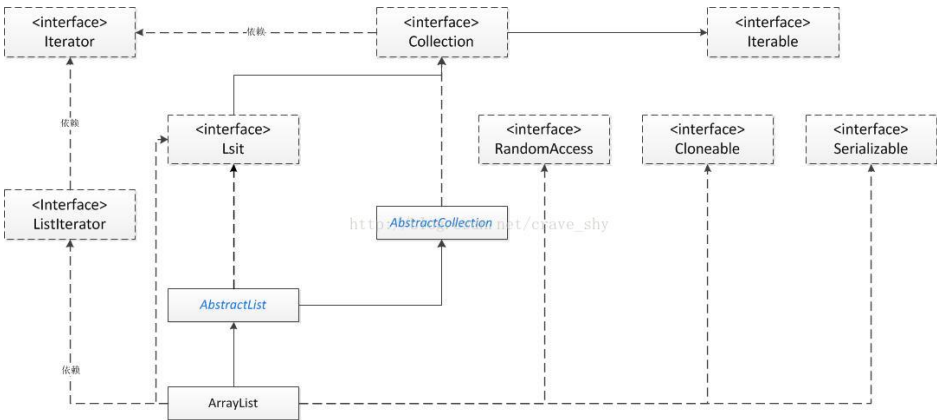 <interface>
Iterator
依赖
<interface>
Collection
<interface>
Iterable
依赖
<interface>
Lsit
<interface>
RandomAccess
<interface>
Cloneable
<interface>
Serializable
<Interface>
ListIterator
AbstractCollection
AbstractList
依赖
ArrayList